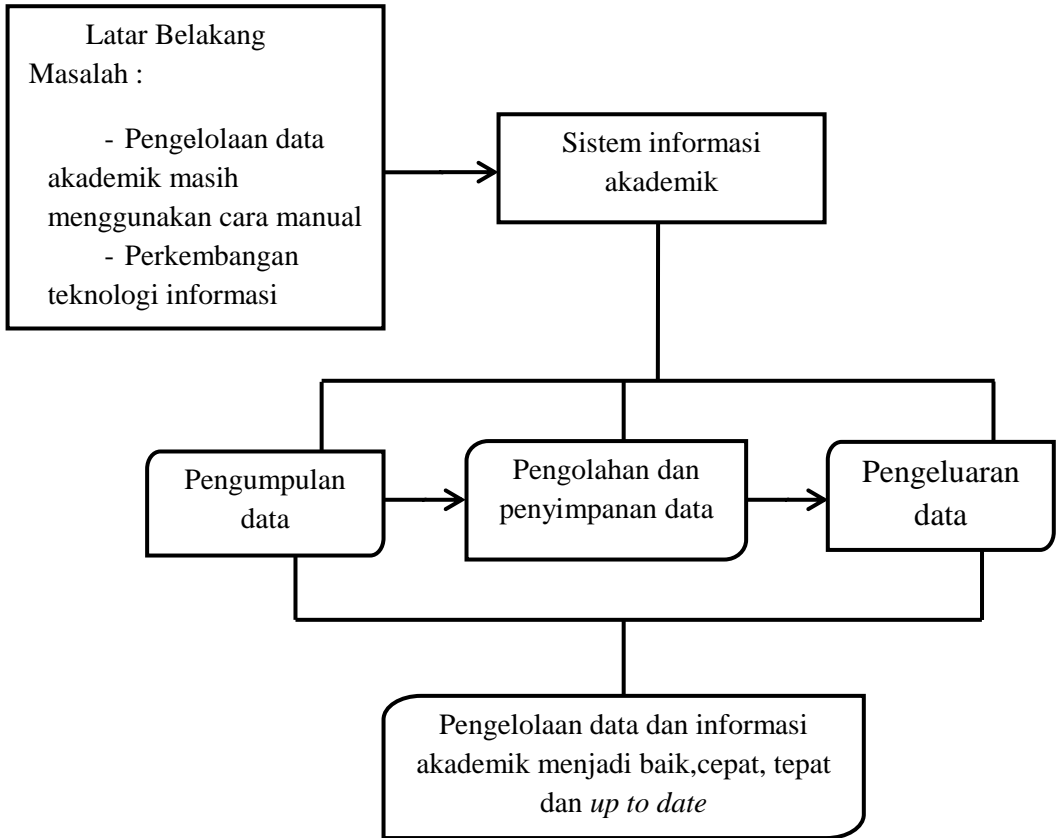 Latar Belakang
Masalah :
- Pengelolaan data
akademik masih
menggunakan cara manual
- Perkembangan
teknologi informasi
Sistem informasi
akademik
Pengumpulan
data
Pengolahan dan
penyimpanan data
Pengeluaran
data
Pengelolaan data dan informasi
akademik menjadi baik,cepat, tepat
dan up to date